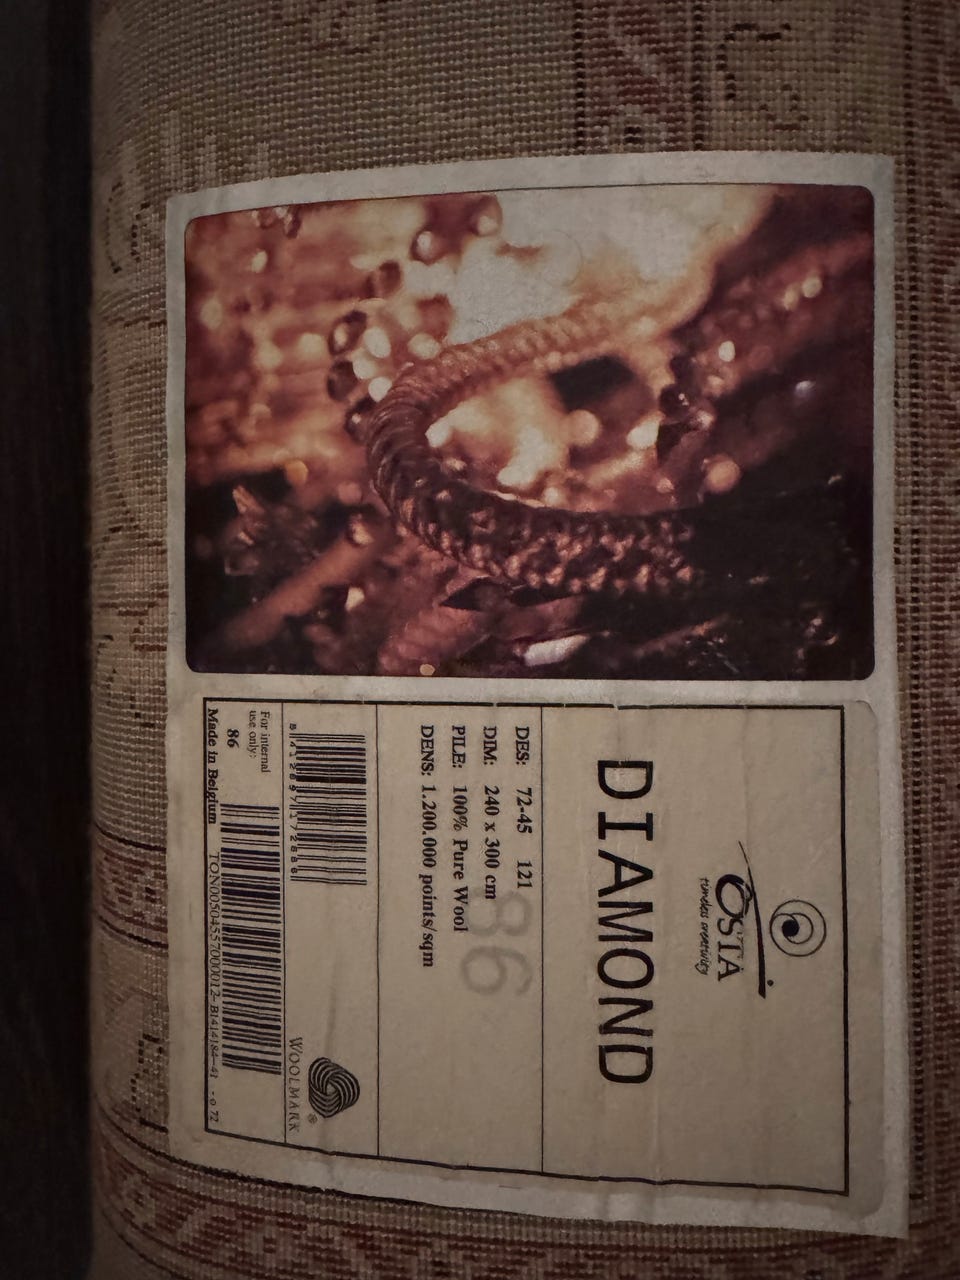 OSTA
timeless creativity
DIAMOND
DES: 72-45 121
DIM: 240 x 300 cm
PILE: 100% Pure Wool
DENS: 1.200.000 points/sqm
86
WOOLMARK
®
For internal
use only:
86
Made in Belgium